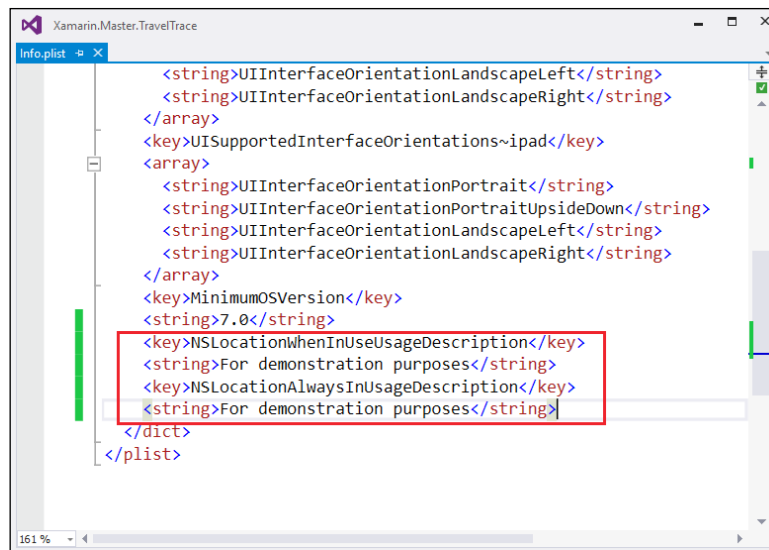 Xamarin.Master.TravelTrace
Info.plist
<string>UIInterfaceOrientationLandscapeLeft</string>
<string>UIInterfaceOrientationLandscapeRight</string>
</array>
<key>UISupportedInterfaceOrientations~ipad</key>
<array>
<string>UIInterfaceOrientationPortrait</string>
<string>UIInterfaceOrientationPortraitUpsideDown</string>
<string>UIInterfaceOrientationLandscapeLeft</string>
<string>UIInterfaceOrientationLandscapeRight</string>
</array>
<key>MinimumOSVersion</key>
<string>7.0</string>
<key>NSLocationWhenInUseUsageDescription</key>
<string>For demonstration purposes</string>
<key>NSLocationAlwaysInUsageDescription</key>
<string>For demonstration purposes</string>
</dict>
</plist>
161 %